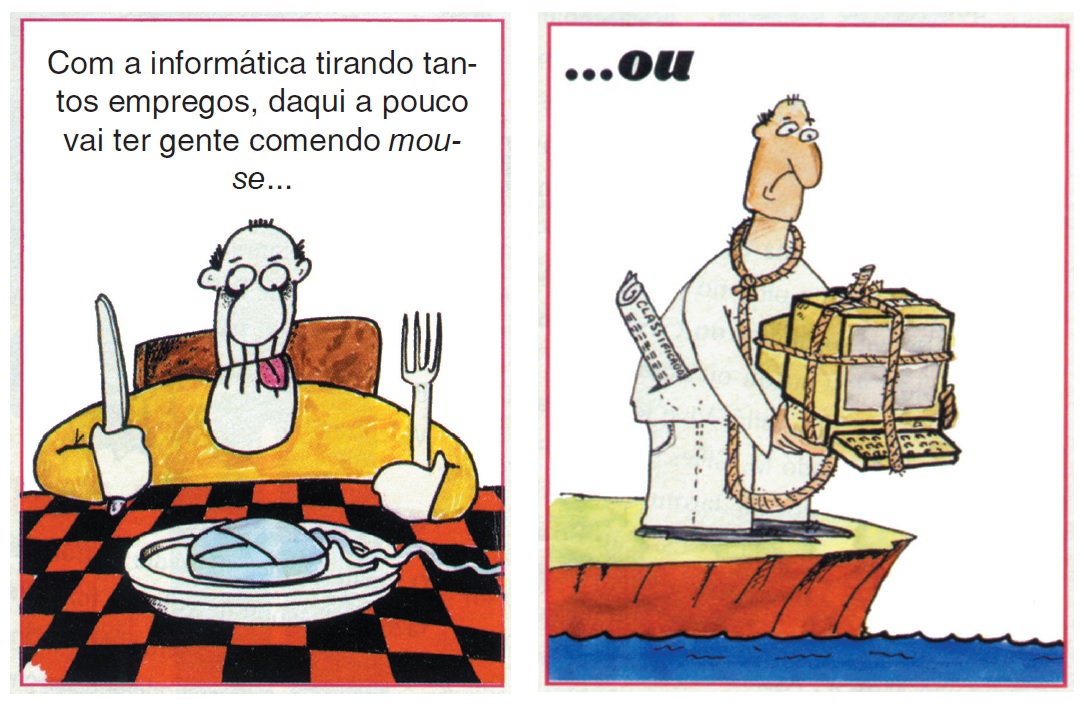 Com a informática tirando tan-
tos empregos, daqui a pouco
vai ter gente comendo mou-
se...
...ou
CLASSIFICADOS